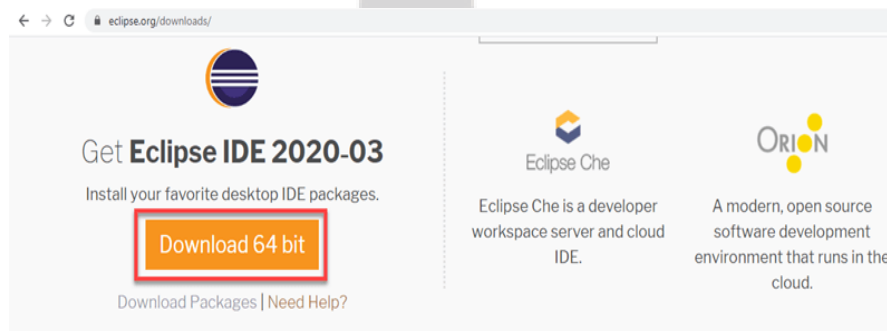 eclipse.org/downloads/
Get Eclipse IDE 2020-03
Install your favorite desktop IDE packages.
Download 64 bit
Download Packages | Need Help?
Eclipse Che
Eclipse Che is a developer
workspace server and cloud
IDE.
ORION
A modern, open source
software development
environment that runs in the
cloud.